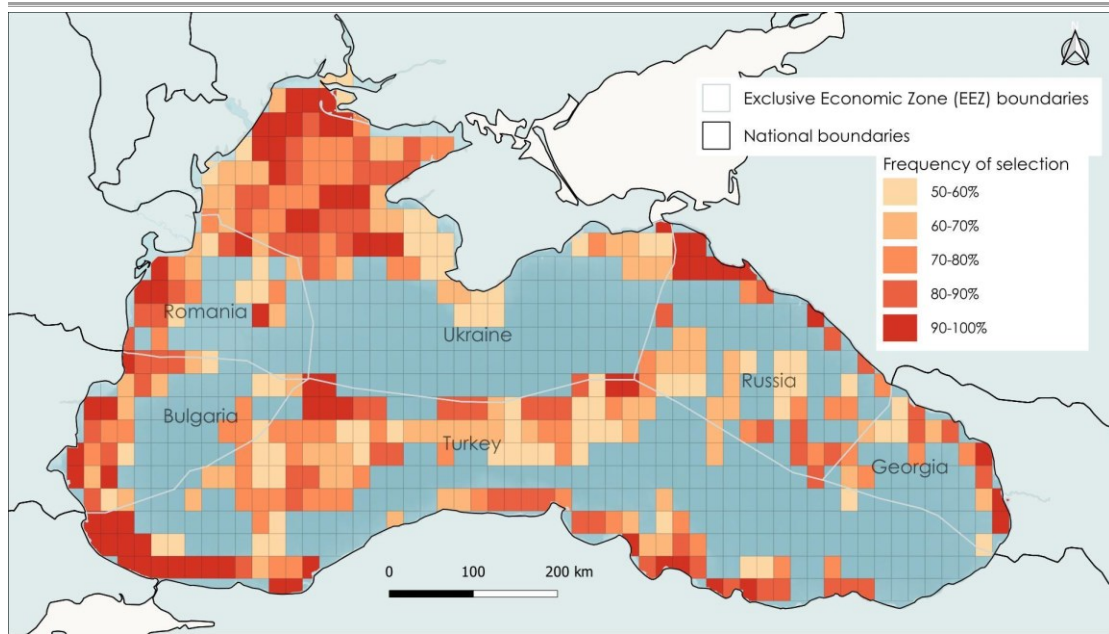 N
Exclusive Economic Zone (EEZ) boundaries
National boundaries
Frequency of selection
50-60%
60-70%
70-80%
80-90%
90-100%
Romania
Ukraine
Russia
Bulgaria
Turkey
Georgia
0 100 200 km